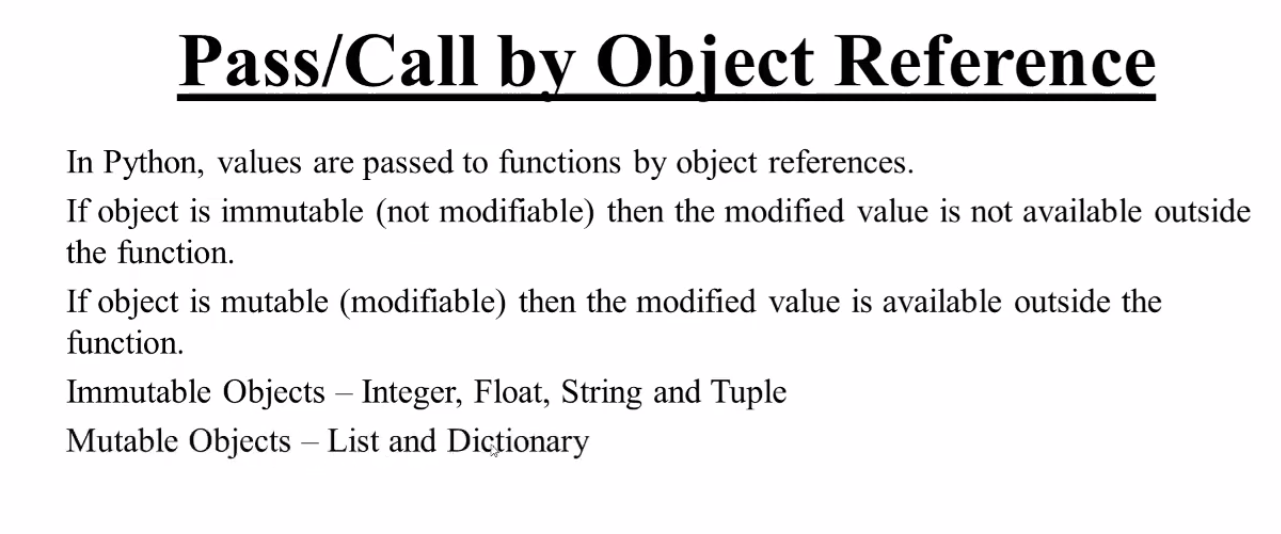 Pass/Call by Object Reference
In Python, values are passed to functions by object references.
If object is immutable (not modifiable) then the modified value is not available outside
the function.
If object is mutable (modifiable) then the modified value is available outside the
function.
Immutable Objects – Integer, Float, String and Tuple
Mutable Objects – List and Dictionary